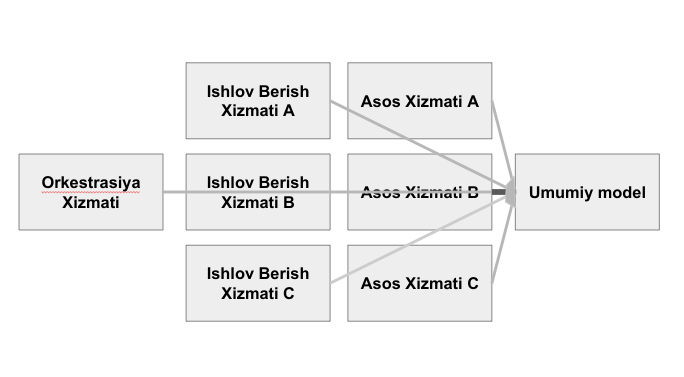 Ishlov Berish
Xizmati A
Asos Xizmati A
Orkestrasiya
Xizmati
Ishlov Berish
Xizmati B
Asos Xizmati B
Umumiy model
Ishlov Berish
Xizmati C
Asos Xizmati C